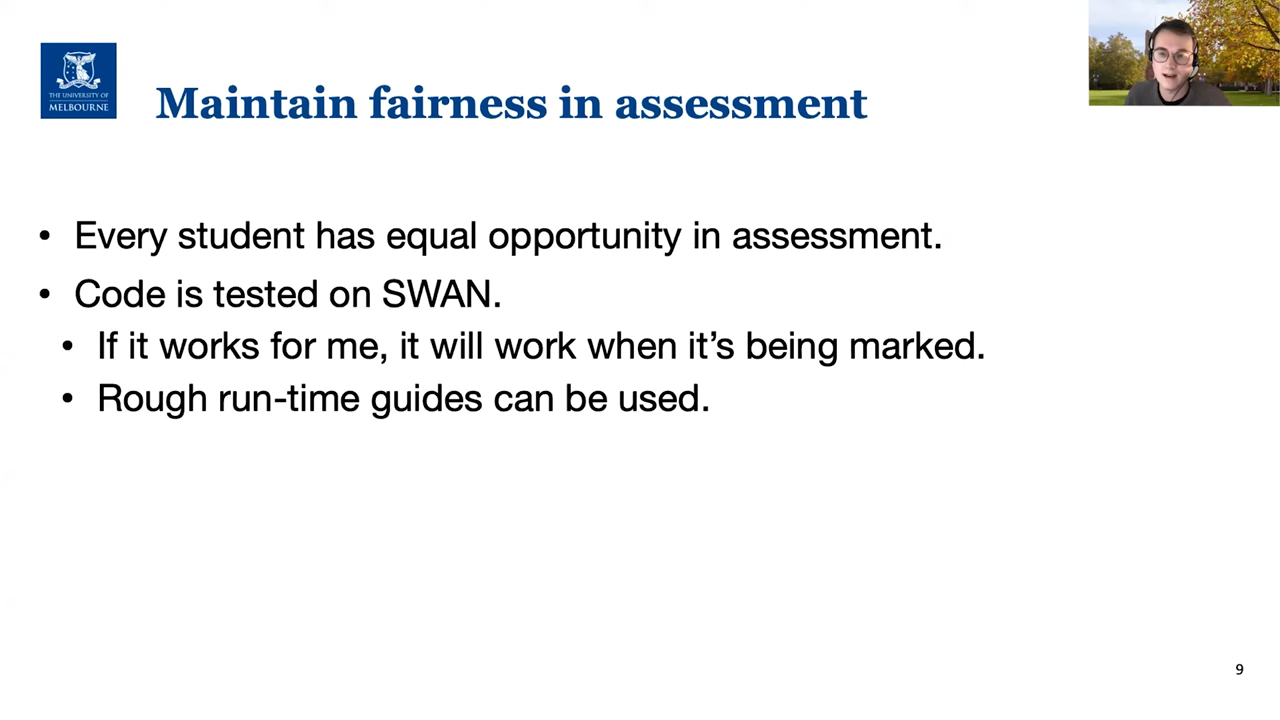 THE UNIVERSITY OF
MELBOURNE
Maintain fairness in assessment
• Every student has equal opportunity in assessment.
• Code is tested on SWAN.
• If it works for me, it will work when it’s being marked.
• Rough run-time guides can be used.
9